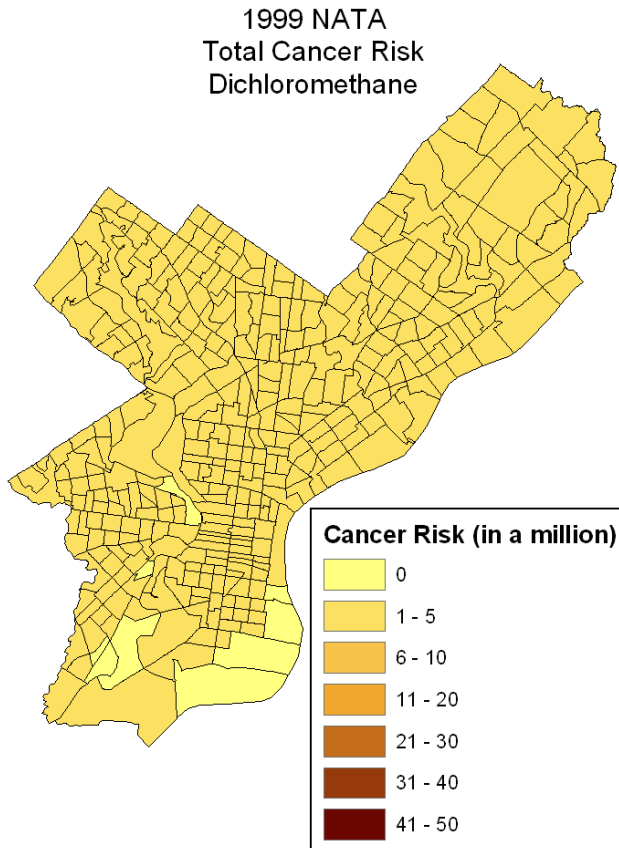 1999 NATA
Total Cancer Risk
Dichloromethane
Cancer Risk (in a million)
0
1 - 5
6 - 10
11 - 20
21 - 30
31 - 40
41 - 50